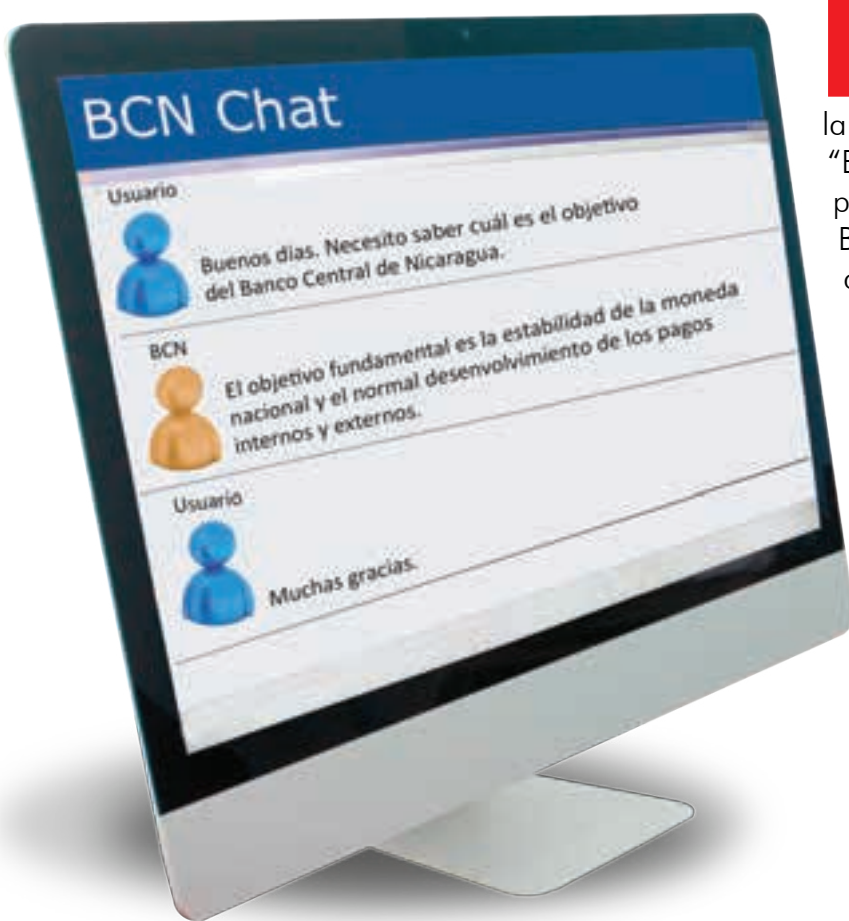 BCN Chat
Usuario
Buenos días. Necesito saber cuál es el objetivo
del Banco Central de Nicaragua.
BCN
El objetivo fundamental es la estabilidad de la moneda
nacional y el normal desenvolvimiento de los pagos
internos y externos.
Usuario
Muchas gracias.
la